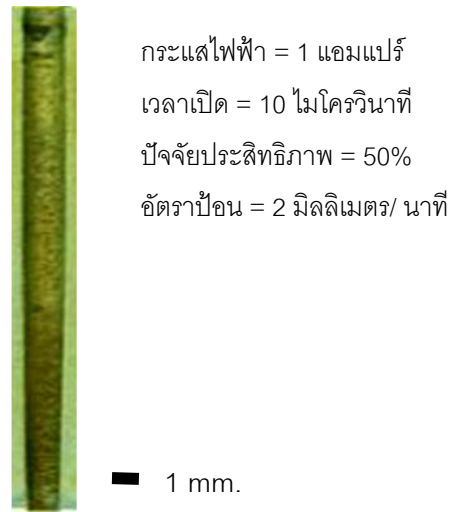 กระแสไฟฟ้า = 1 แอมแปร์
เวลาเปิด = 10 ไมโครวินาที
ปัจจัยประสิทธิภาพ = 50%
อัตราป้อน = 2 มิลลิเมตร/ นาที
1 mm.